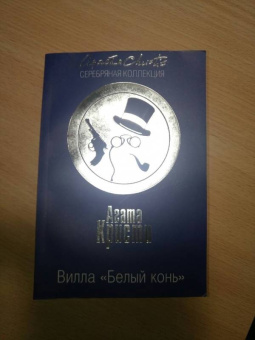 Agatha Christie
СЕРЕБРЯНАЯ КОЛЛЕКЦИЯ
Агата
Кристи
Вилла «Белый конь»